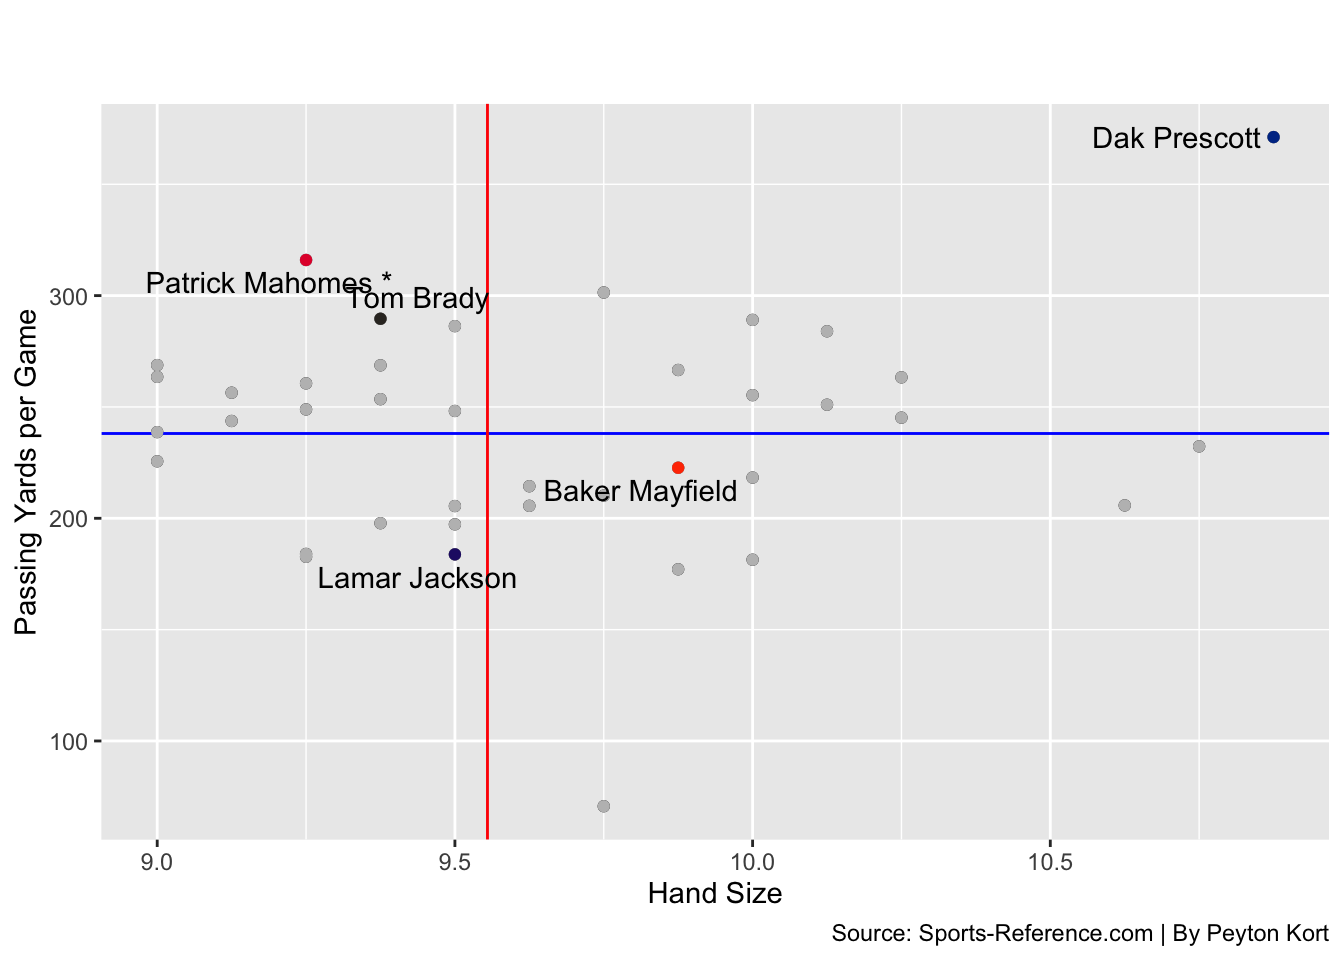 Dak Prescott
Patrick Mahomes *
Tom Brady
Baker Mayfield
Lamar Jackson
Passing Yards per Game
300
200
100
9.0 9.5 10.0 10.5
Hand Size
Source: Sports-Reference.com | By Peyton Kort